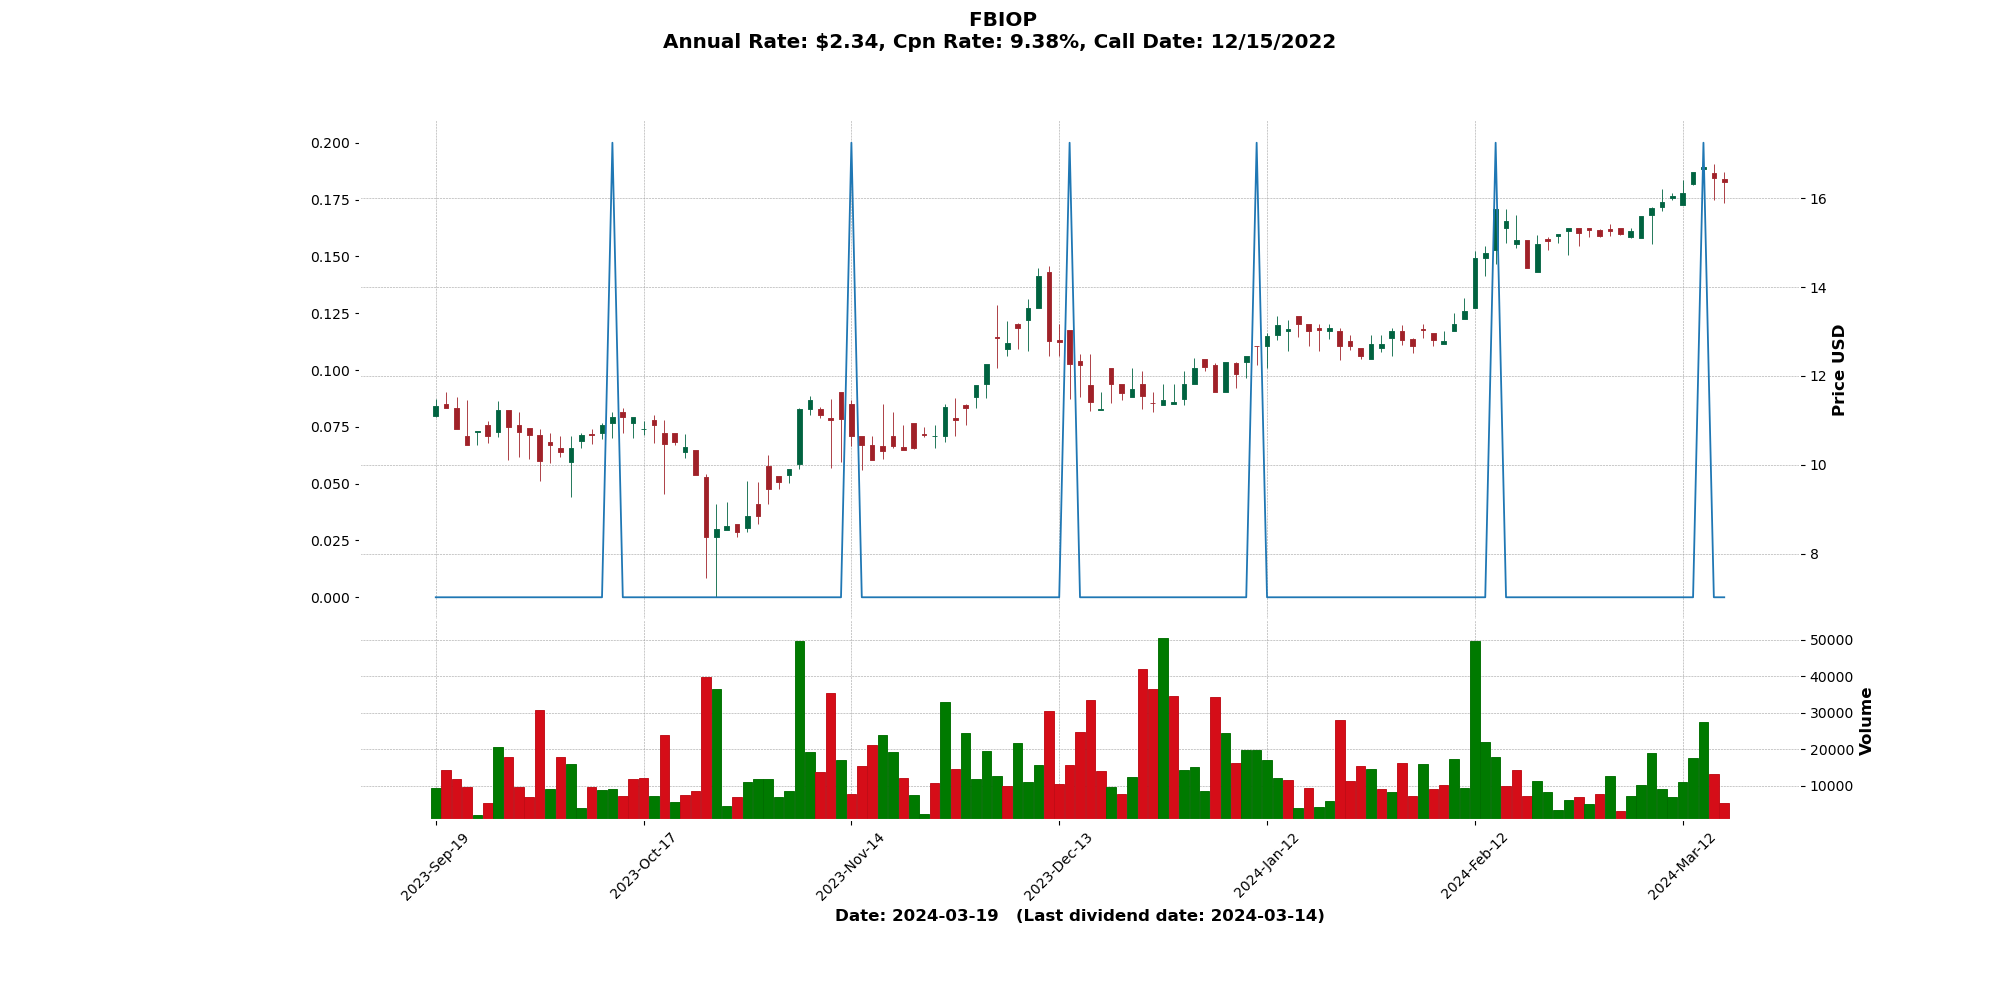 FBIOP
Annual Rate: $2.34, Cpn Rate: 9.38%, Call Date: 12/15/2022
0.200
0.175
0.150
0.125
0.100
0.075
0.050
0.025
0.000
16
14
12
10
8
Price USD
50000
40000
30000
20000
10000
Volume
2023-Sep-19
2023-Oct-17
2023-Nov-14
2023-Dec-13
2024-Jan-12
2024-Feb-12
2024-Mar-12
Date: 2024-03-19 (Last dividend date: 2024-03-14)